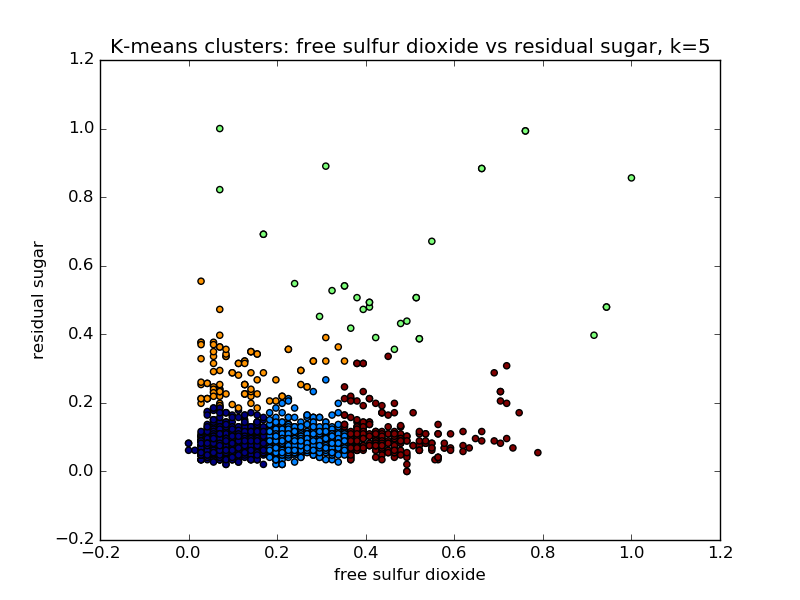 K-means clusters: free sulfur dioxide vs residual sugar, k=5
1.2
1.0
0.8
0.6
0.4
0.2
0.0
−0.2
residual sugar
−0.2 0.0 0.2 0.4 0.6 0.8 1.0 1.2
free sulfur dioxide